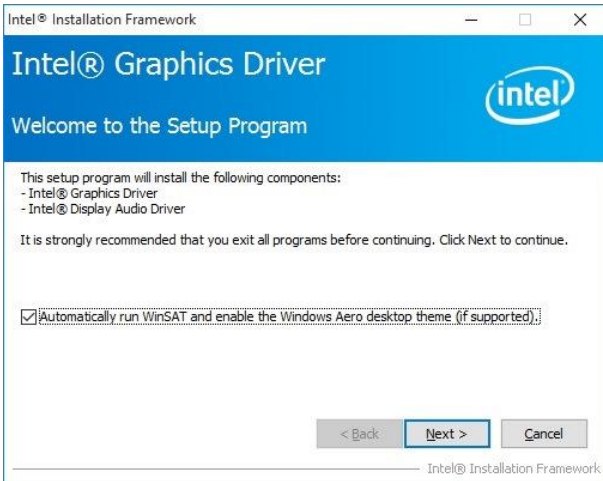 Intel® Installation Framework
Intel® Graphics Driver
intel
Welcome to the Setup Program
This setup program will install the following components:
- Intel® Graphics Driver
- Intel® Display Audio Driver
It is strongly recommended that you exit all programs before continuing. Click Next to continue.
Automatically run WinSAT and enable the Windows Aero desktop theme (if supported).
< Back Next > Cancel
Intel® Installation Framework